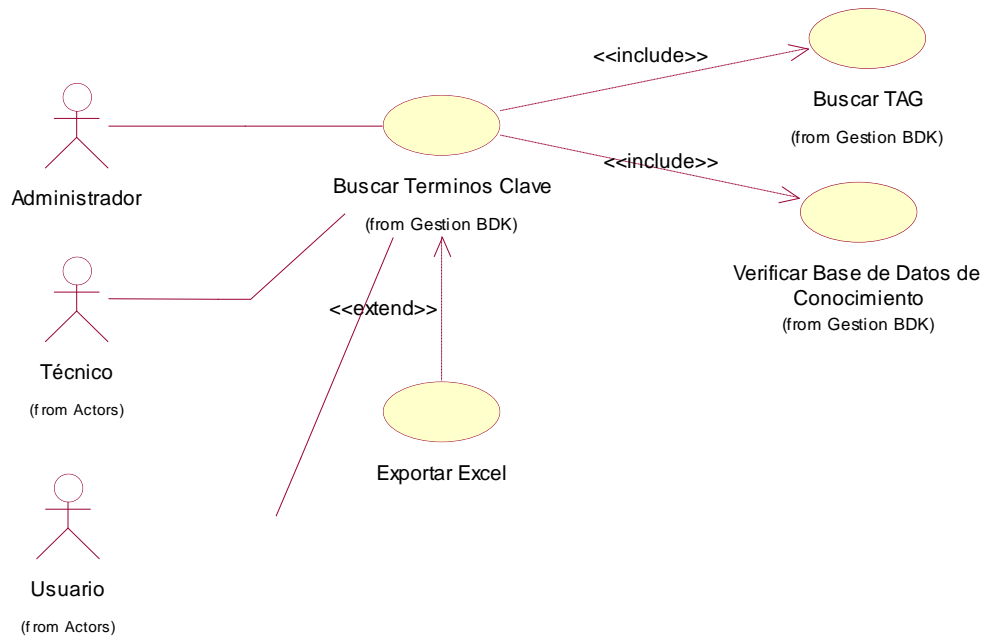 <<include>>
Buscar TAG
(from Gestion BDK)
Administrador
Buscar Terminos Clave
(from Gestion BDK)
<<include>>
Verificar Base de Datos de
Conocimiento
(from Gestion BDK)
Técnico
(from Actors)
<<extend>>
Exportar Excel
Usuario
(from Actors)